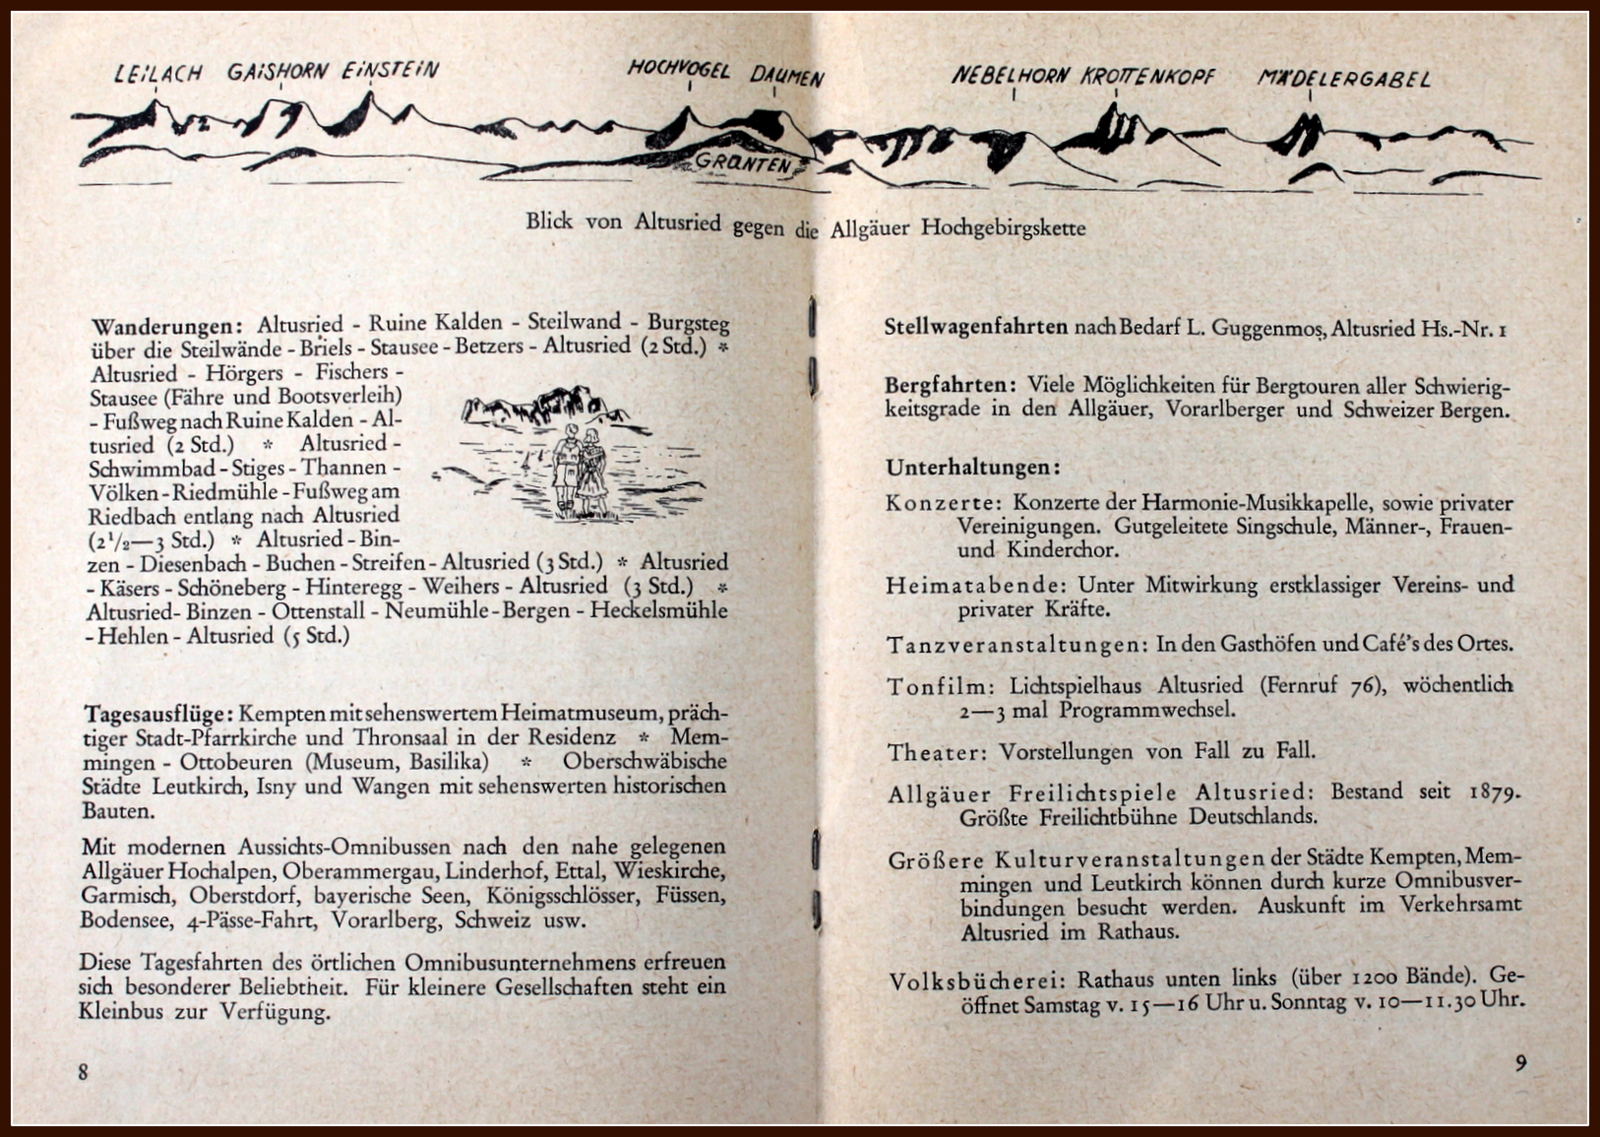 LEILACH GAISHORN EINSTEIN HOCHVOGEL DAUMEN NEBELHORN KROTTENKOPF MÄDELERGABEL
GRÜNTEN
Blick von Altusried gegen die Allgäuer Hochgebirgskette
Wanderungen: Altusried - Ruine Kalden - Steilwand - Burgsteg
über die Steilwände - Briels - Stausee - Betzers - Altusried (2 Std.) *
Altusried - Hörgers - Fischers -
Stausee (Fähre und Bootsverleih)
- Fußweg nach Ruine Kalden - Al-
tusried (2 Std.) * Altusried -
Schwimmbad - Stiges - Thannen -
Völken - Riedmühle - Fußweg am
Riedbach entlang nach Altusried
(2 1/2—3 Std.) * Altusried - Bin-
zen - Diesenbach - Buchen - Streifen - Altusried (3 Std.) * Altusried
- Käsers - Schöneberg - Hinteregg - Weihers - Altusried (3 Std.) *
Altusried- Binzen - Ottenstall - Neumühle - Bergen - Heckelsmühle
- Hehlen - Altusried (5 Std.)
Tagesausflüge: Kempten mit sehenswertem Heimatmuseum, präch-
tiger Stadt-Pfarrkirche und Thronsaal in der Residenz * Mem-
mingen - Ottobeuren (Museum, Basilika) * Oberschwäbische
Städte Leutkirch, Isny und Wangen mit sehenswerten historischen
Bauten.
Mit modernen Aussichts-Omnibussen nach den nahe gelegenen
Allgäuer Hochalpen, Oberammergau, Linderhof, Ettal, Wieskirche,
Garmisch, Oberstdorf, bayerische Seen, Königsschlösser, Füssen,
Bodensee, 4-Pässe-Fahrt, Vorarlberg, Schweiz usw.
Diese Tagesfahrten des örtlichen Omnibusunternehmens erfreuen
sich besonderer Beliebtheit. Für kleinere Gesellschaften steht ein
Kleinbus zur Verfügung.
8
Stellwagenfahrten nach Bedarf L. Guggenmos, Altusried Hs.-Nr. 1
Bergfahrten: Viele Möglichkeiten für Bergtouren aller Schwierig-
keitsgrade in den Allgäuer, Vorarlberger und Schweizer Bergen.
Unterhaltungen:
Konzerte: Konzerte der Harmonie-Musikkapelle, sowie privater
Vereinigungen. Gutgeleitete Singschule, Männer-, Frauen-
und Kinderchor.
Heimatabende: Unter Mitwirkung erstklassiger Vereins- und
privater Kräfte.
Tanzveranstaltungen: In den Gasthöfen und Café's des Ortes.
Tonfilm: Lichtspielhaus Altusried (Fernruf 76), wöchentlich
2—3 mal Programmwechsel.
Theater: Vorstellungen von Fall zu Fall.
Allgäuer Freilichtspiele Altusried: Bestand seit 1879.
Größte Freilichtbühne Deutschlands.
Größere Kulturveranstaltungen der Städte Kempten, Mem-
mingen und Leutkirch können durch kurze Omnibusver-
bindungen besucht werden. Auskunft im Verkehrsamt
Altusried im Rathaus.
Volksbücherei: Rathaus unten links (über 1200 Bände). Ge-
öffnet Samstag v. 15—16 Uhr u. Sonntag v. 10—11.30 Uhr.
9